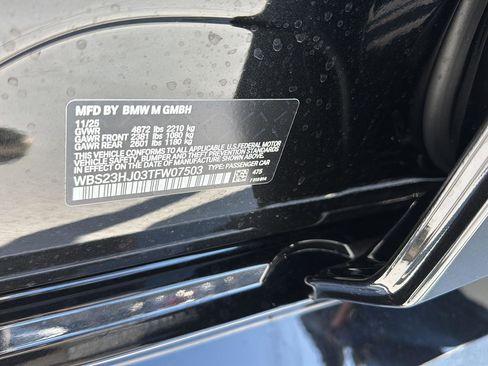 MFD BY BMW M GMBH
11/25
GVWR 4872 lbs 2210 kg
GAWR FRONT 2381 lbs 1080 kg
GAWR REAR 2601 lbs 1180 kg
THIS VEHICLE CONFORMS TO ALL APPLICABLE U.S. FEDERAL MOTOR
VEHICLE SAFETY, BUMPER, AND THEFT PREVENTION STANDARDS
IN EFFECT ON THE DATE OF MANUFACTURE SHOWN ABOVE.
WBS23HJ03TFW07503 TYPE: PASSENGER CAR
475